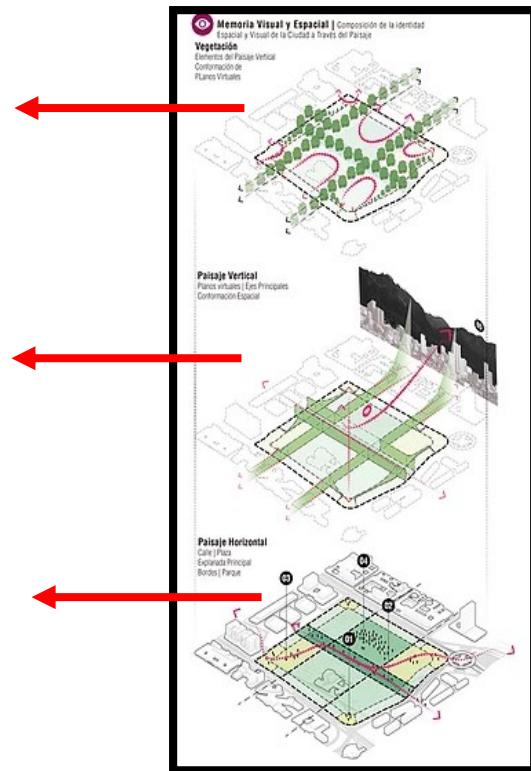 Memoria Visual y Espacial | Composición de la identidad
Espacial y Visual de la Ciudad a Través del Paisaje
Vegetación
Elementos del Paisaje Vertical
Conformación de
PLanos Virtuales
Paisaje Vertical
Planos virtuales | Ejes Principales
Conformación Espacial
05
Paisaje Horizontal
Calle | Plaza
Explanada Principal
Bordes | Parque
04
03
02
01